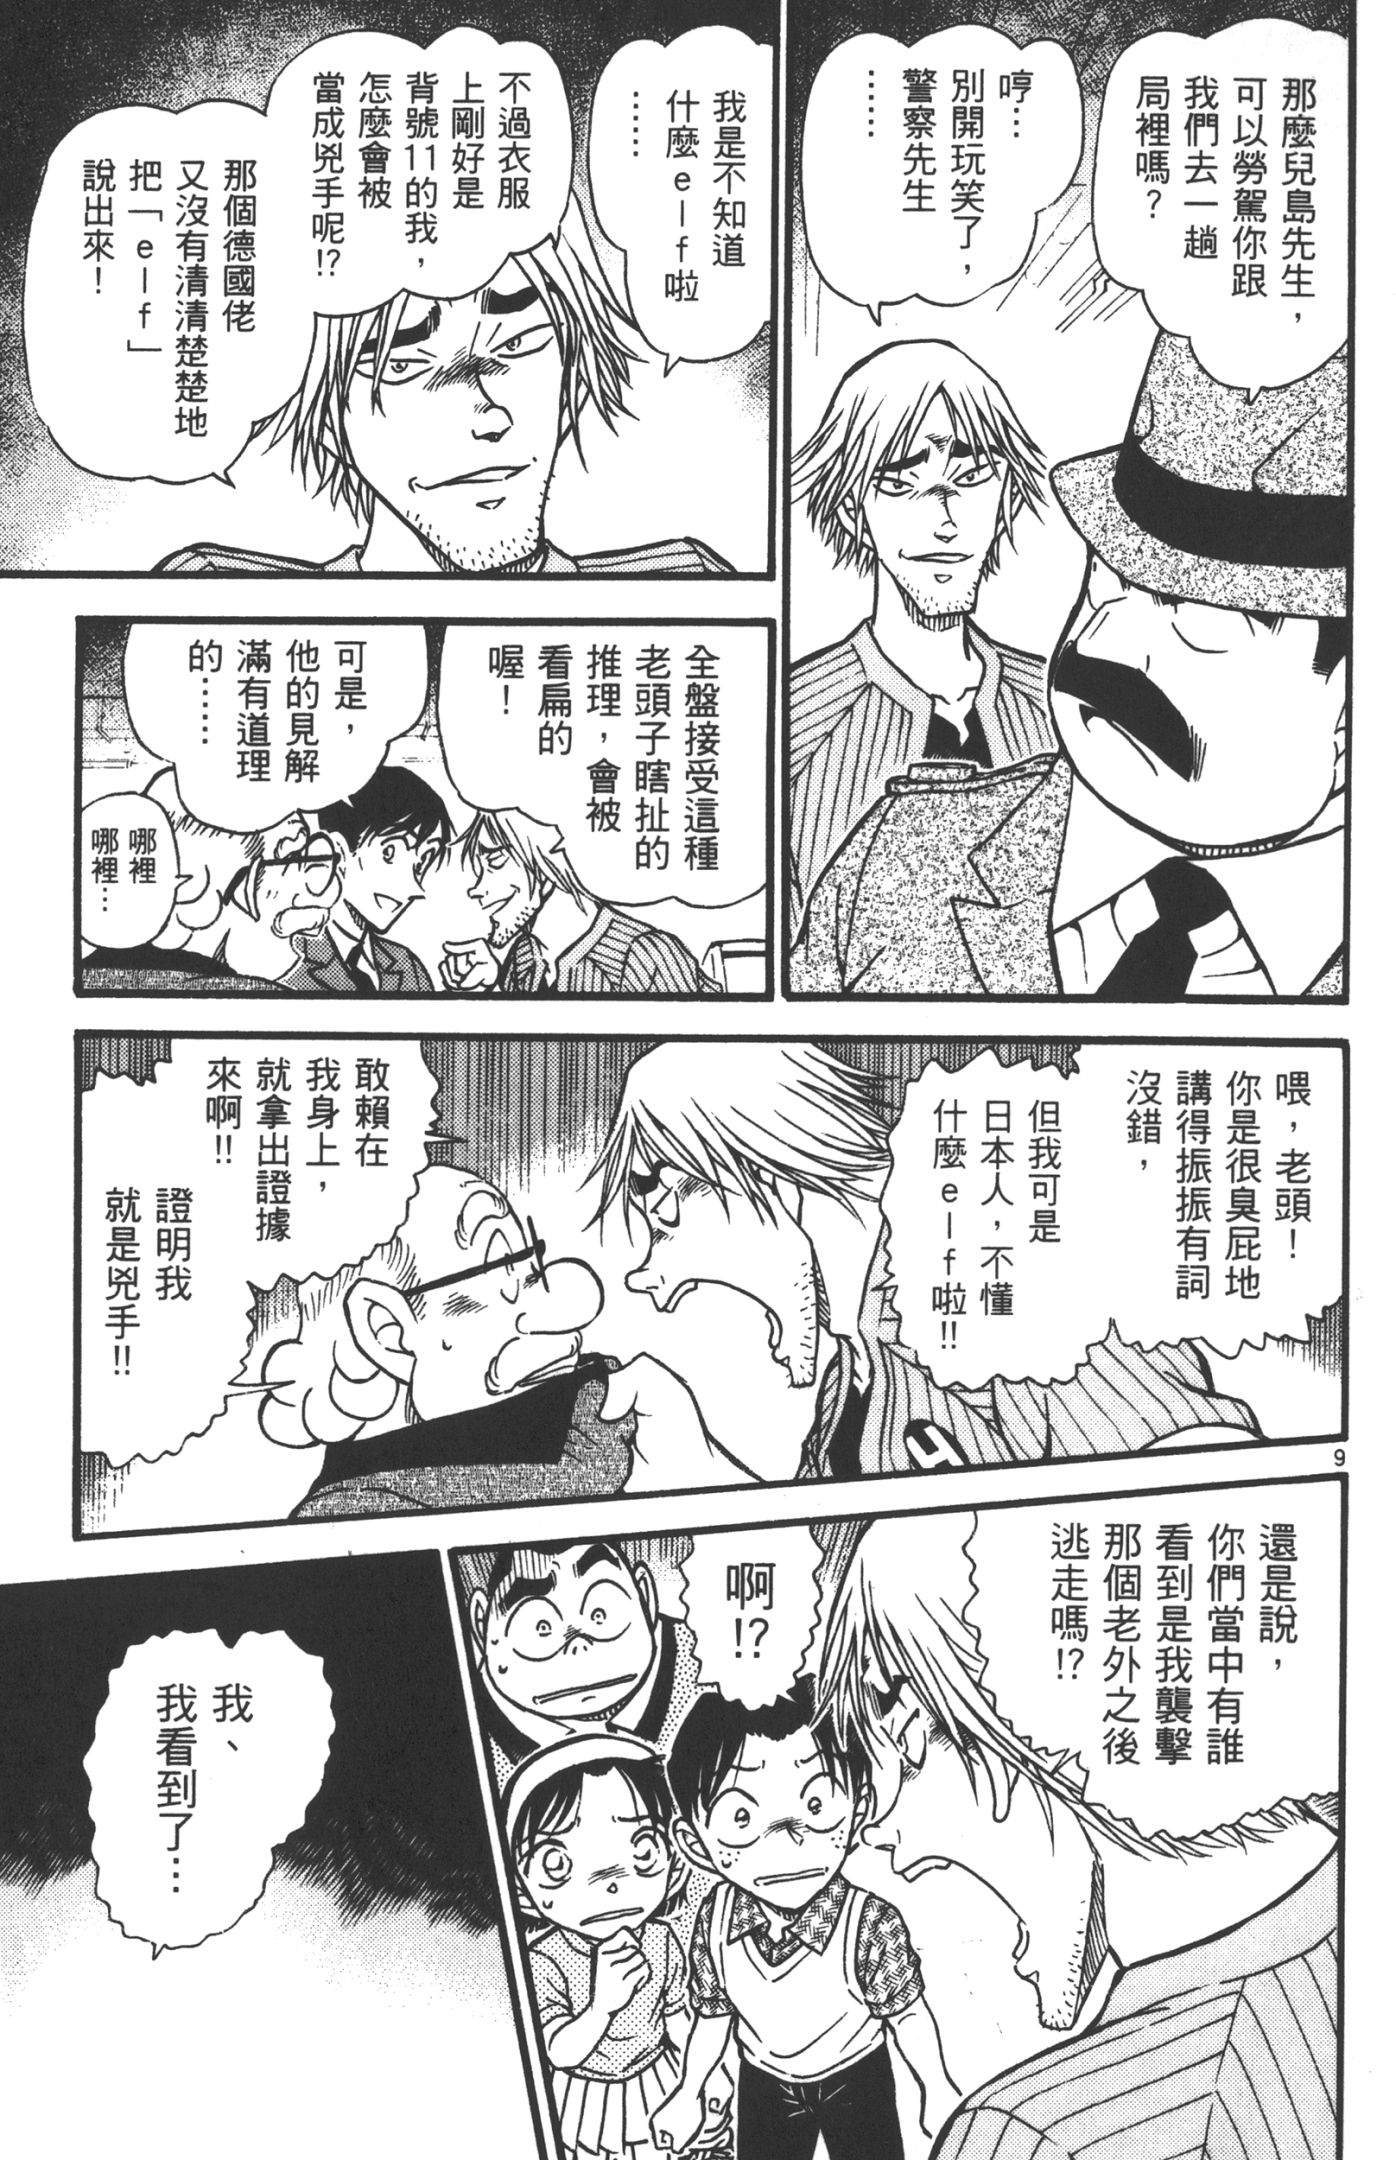 那麼兒島先生，
可以勞駕你跟
我們去一趟
局裡嗎？
哼…
別開玩笑了，
警察先生
……
我是不知道
什麼elf啦
……
不過衣服
上剛好是
背號11的我，
怎麼會被
當成兇手呢!?
那個德國佬
又沒有清清楚楚地
把「elf」
說出來！
全盤接受這種
老頭子瞎扯的
推理，會被
看扁的
喔！
可是，
他的見解
滿有道理
的……
哪裡
哪裡…
喂，老頭！
你是很臭屁地
講得振振有詞
沒錯，
但我可是
日本人，不懂
什麼elf啦!!
敢賴在
我身上，
就拿出證據
來啊!!
證明我
就是兇手!!
9
還是說，
你們當中有誰
看到是我襲擊
那個老外之後
逃走嗎!?
啊!?
我、
我看到了…